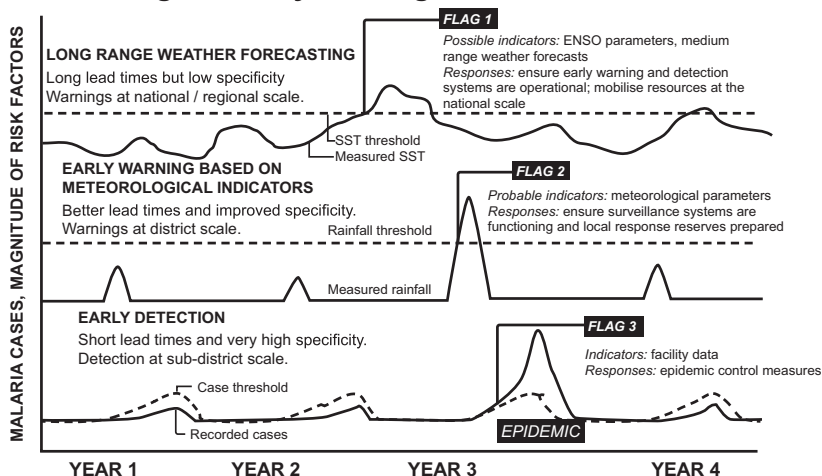 FLAG 1
LONG RANGE WEATHER FORECASTING
Long lead times but low specificity
Warnings at national / regional scale.
Possible indicators: ENSO parameters, medium
range weather forecasts
Responses: ensure early warning and detection
systems are operational; mobilise resources at the
national scale
SST threshold
Measured SST
EARLY WARNING BASED ON
METEOROLOGICAL INDICATORS
Better lead times and improved specificity.
Warnings at district scale.
FLAG 2
Probable indicators: meteorological parameters
Responses: ensure surveillance systems are
functioning and local response reserves prepared
Rainfall threshold
Measured rainfall
EARLY DETECTION
Short lead times and very high specificity.
Detection at sub-district scale.
FLAG 3
Indicators: facility data
Responses: epidemic control measures
Case threshold
Recorded cases
EPIDEMIC
MALARIA CASES, MAGNITUDE OF RISK FACTORS
YEAR 1
YEAR 2
YEAR 3
YEAR 4